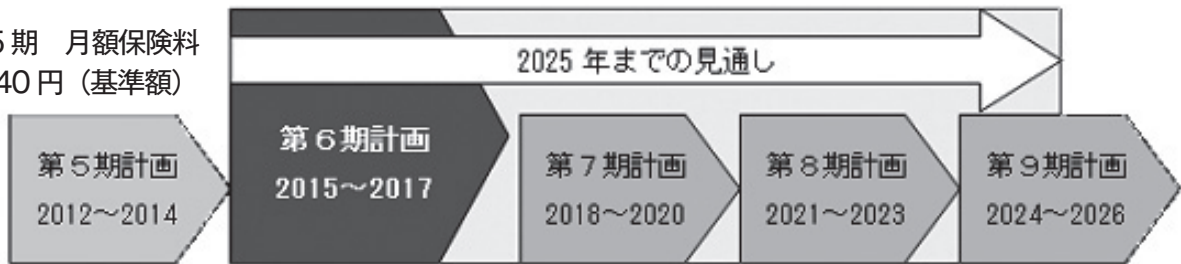 期　月額保険料
40 円（基準額）
2025 年までの見通し
第５期計画
2012～2014
第６期計画
2015～2017
第７期計画
2018～2020
第８期計画
2021～2023
第９期計画
2024～2026